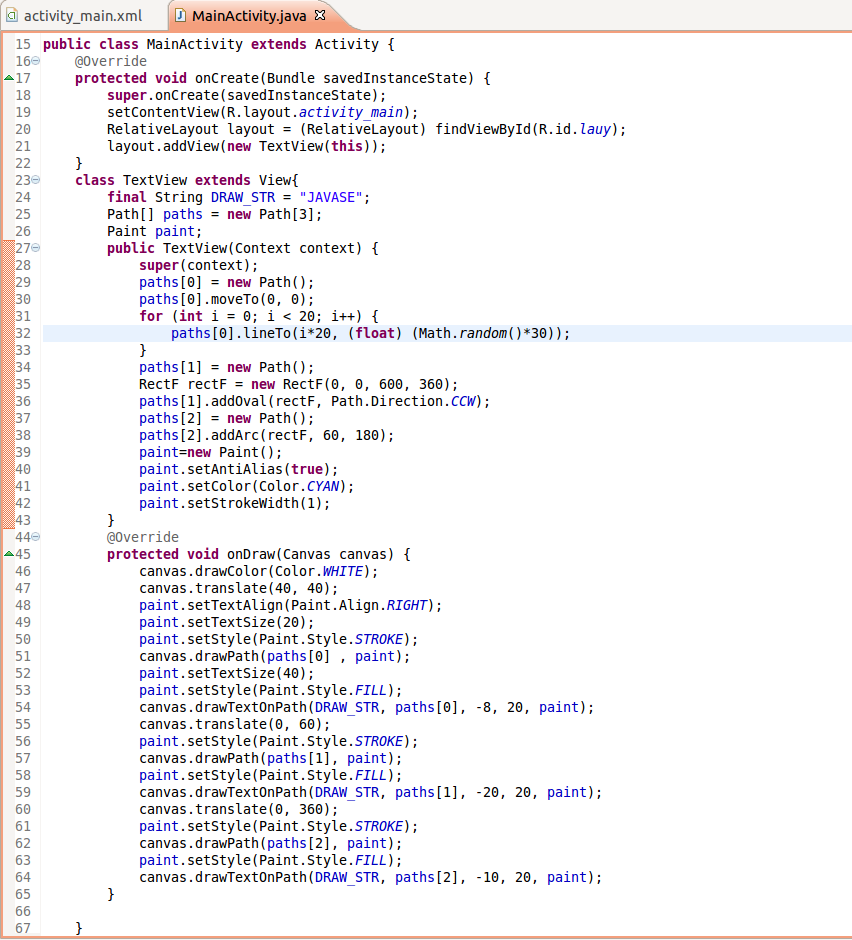 activity_main.xml MainActivity.java
15 public class MainActivity extends Activity {
16 @Override
17 protected void onCreate(Bundle savedInstanceState) {
18 super.onCreate(savedInstanceState);
19 setContentView(R.layout.activity_main);
20 RelativeLayout layout = (RelativeLayout) findViewById(R.id.lauy);
21 layout.addView(new TextView(this));
22 }
23 class TextView extends View{
24 final String DRAW_STR = "JAVASE";
25 Path[] paths = new Path[3];
26 Paint paint;
27 public TextView(Context context) {
28 super(context);
29 paths[0] = new Path();
30 paths[0].moveTo(0, 0);
31 for (int i = 0; i < 20; i++) {
32 paths[0].lineTo(i*20, (float) (Math.random()*30));
33 }
34 paths[1] = new Path();
35 RectF rectF = new RectF(0, 0, 600, 360);
36 paths[1].addOval(rectF, Path.Direction.CCW);
37 paths[2] = new Path();
38 paths[2].addArc(rectF, 60, 180);
39 paint=new Paint();
40 paint.setAntiAlias(true);
41 paint.setColor(Color.CYAN);
42 paint.setStrokeWidth(1);
43 }
44 @Override
45 protected void onDraw(Canvas canvas) {
46 canvas.drawColor(Color.WHITE);
47 canvas.translate(40, 40);
48 paint.setTextAlign(Paint.Align.RIGHT);
49 paint.setTextSize(20);
50 paint.setStyle(Paint.Style.STROKE);
51 canvas.drawPath(paths[0] , paint);
52 paint.setTextSize(40);
53 paint.setStyle(Paint.Style.FILL);
54 canvas.drawTextOnPath(DRAW_STR, paths[0], -8, 20, paint);
55 canvas.translate(0, 60);
56 paint.setStyle(Paint.Style.STROKE);
57 canvas.drawPath(paths[1], paint);
58 paint.setStyle(Paint.Style.FILL);
59 canvas.drawTextOnPath(DRAW_STR, paths[1], -20, 20, paint);
60 canvas.translate(0, 360);
61 paint.setStyle(Paint.Style.STROKE);
62 canvas.drawPath(paths[2], paint);
63 paint.setStyle(Paint.Style.FILL);
64 canvas.drawTextOnPath(DRAW_STR, paths[2], -10, 20, paint);
65 }
66
67 }